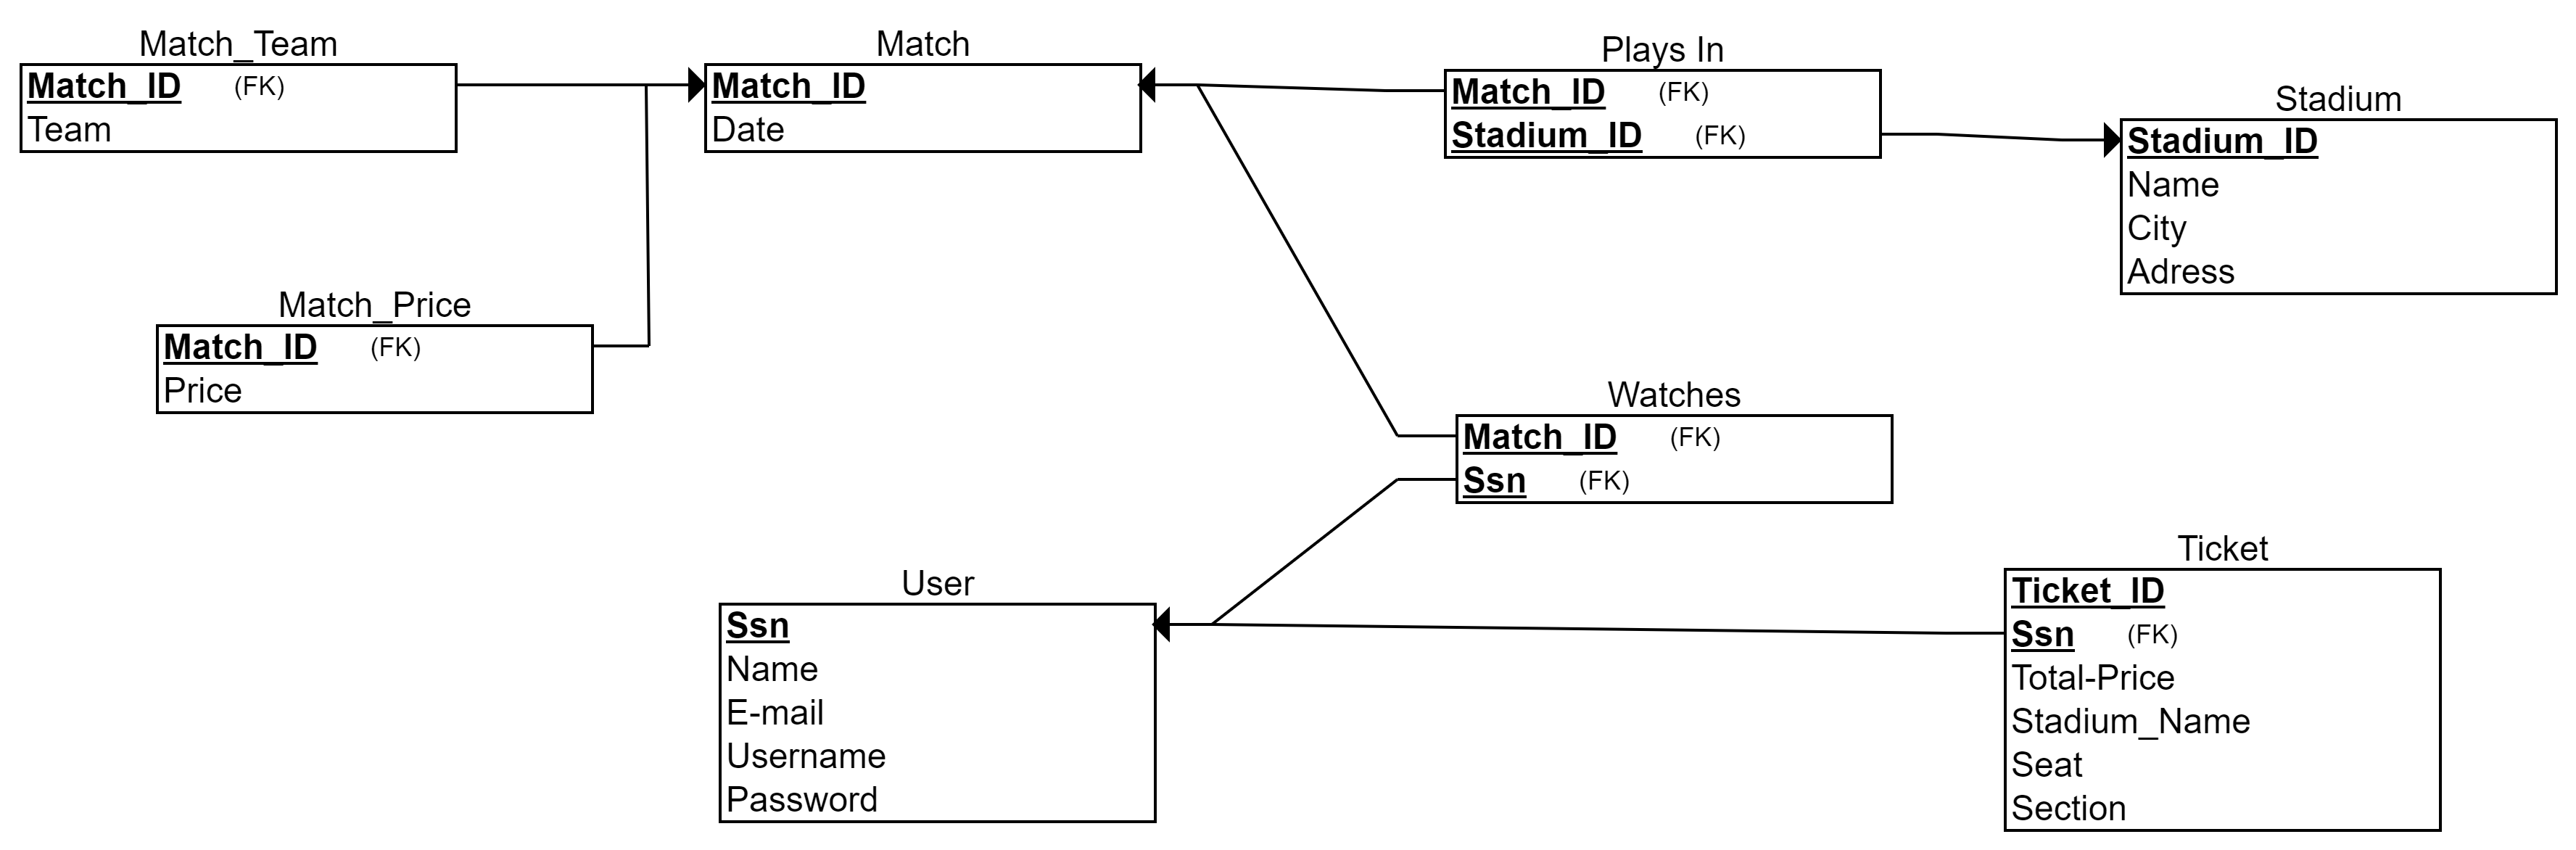 Match_Team
Match_ID (FK)
Team
Match
Match_ID
Date
Plays In
Match_ID (FK)
Stadium_ID (FK)
Stadium
Stadium_ID
Name
City
Adress
Match_Price
Match_ID (FK)
Price
Watches
Match_ID (FK)
Ssn (FK)
User
Ssn
Name
E-mail
Username
Password
Ticket
Ticket_ID
Ssn (FK)
Total-Price
Stadium_Name
Seat
Section